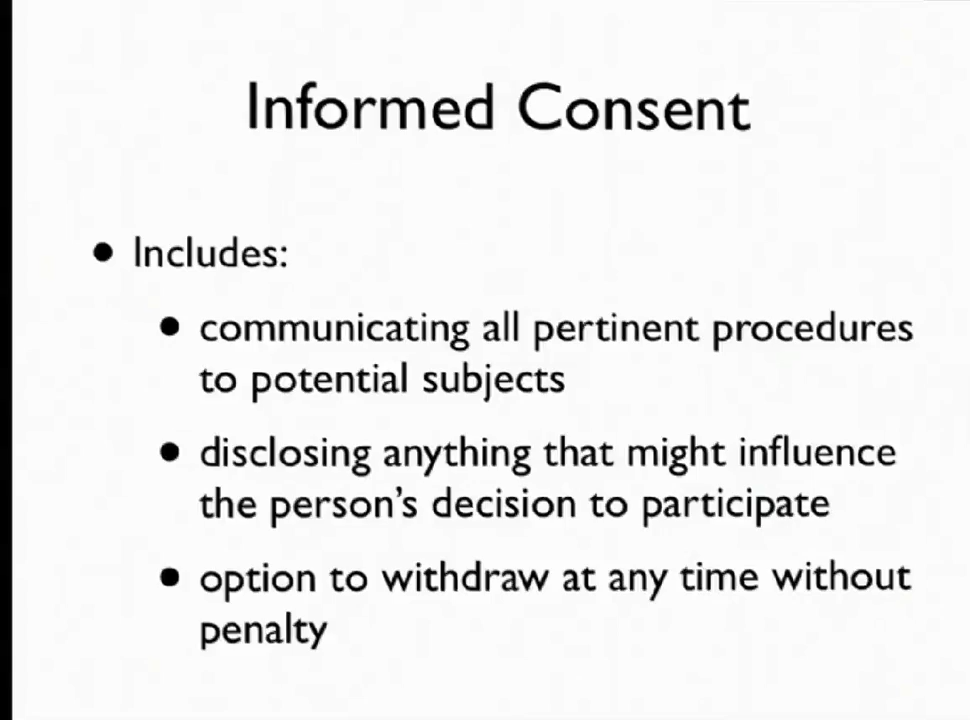 Informed Consent
• Includes:
• communicating all pertinent procedures
to potential subjects
• disclosing anything that might influence
the person’s decision to participate
• option to withdraw at any time without
penalty